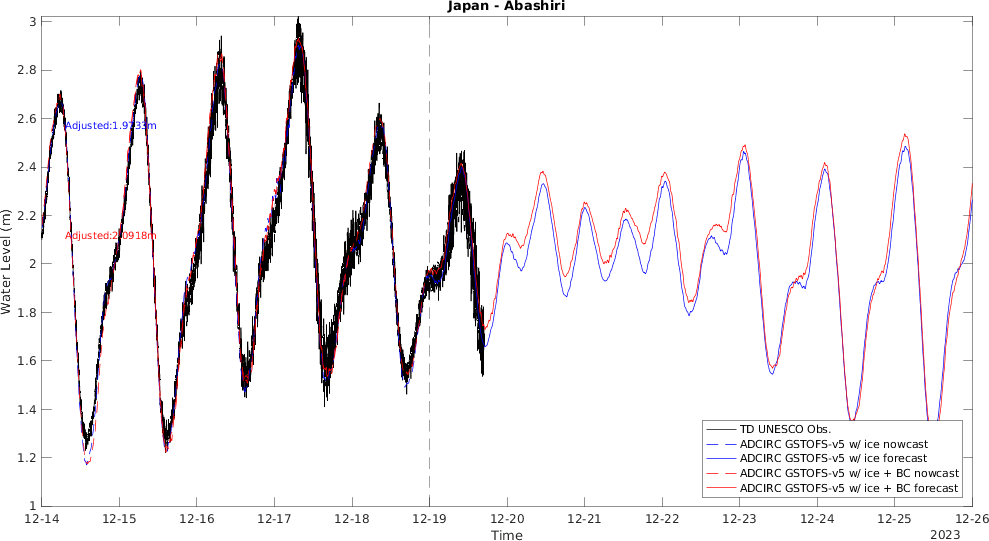 Japan - Abashiri
Water Level (m)
3
2.8
2.6
2.4
2.2
2
1.8
1.6
1.4
1.2
1
Adjusted:1.9733m
Adjusted:2.0918m
TD UNESCO Obs.
ADCIRC GSTOFS-v5 w/ ice nowcast
ADCIRC GSTOFS-v5 w/ ice forecast
ADCIRC GSTOFS-v5 w/ ice + BC nowcast
ADCIRC GSTOFS-v5 w/ ice + BC forecast
12-14 12-15 12-16 12-17 12-18 12-19 12-20 12-21 12-22 12-23 12-24 12-25 12-26
Time
2023